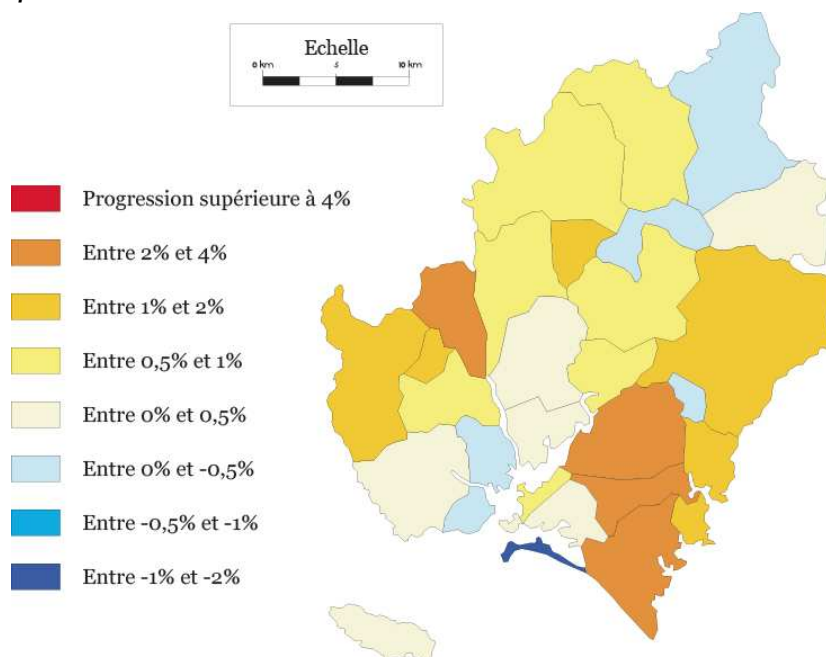 Echelle
0 km
5
10 km
Progression supérieure à 4%
Entre 2% et 4%
Entre 1% et 2%
Entre 0,5% et 1%
Entre 0% et 0,5%
Entre 0% et -0,5%
Entre -0,5% et -1%
Entre -1% et -2%